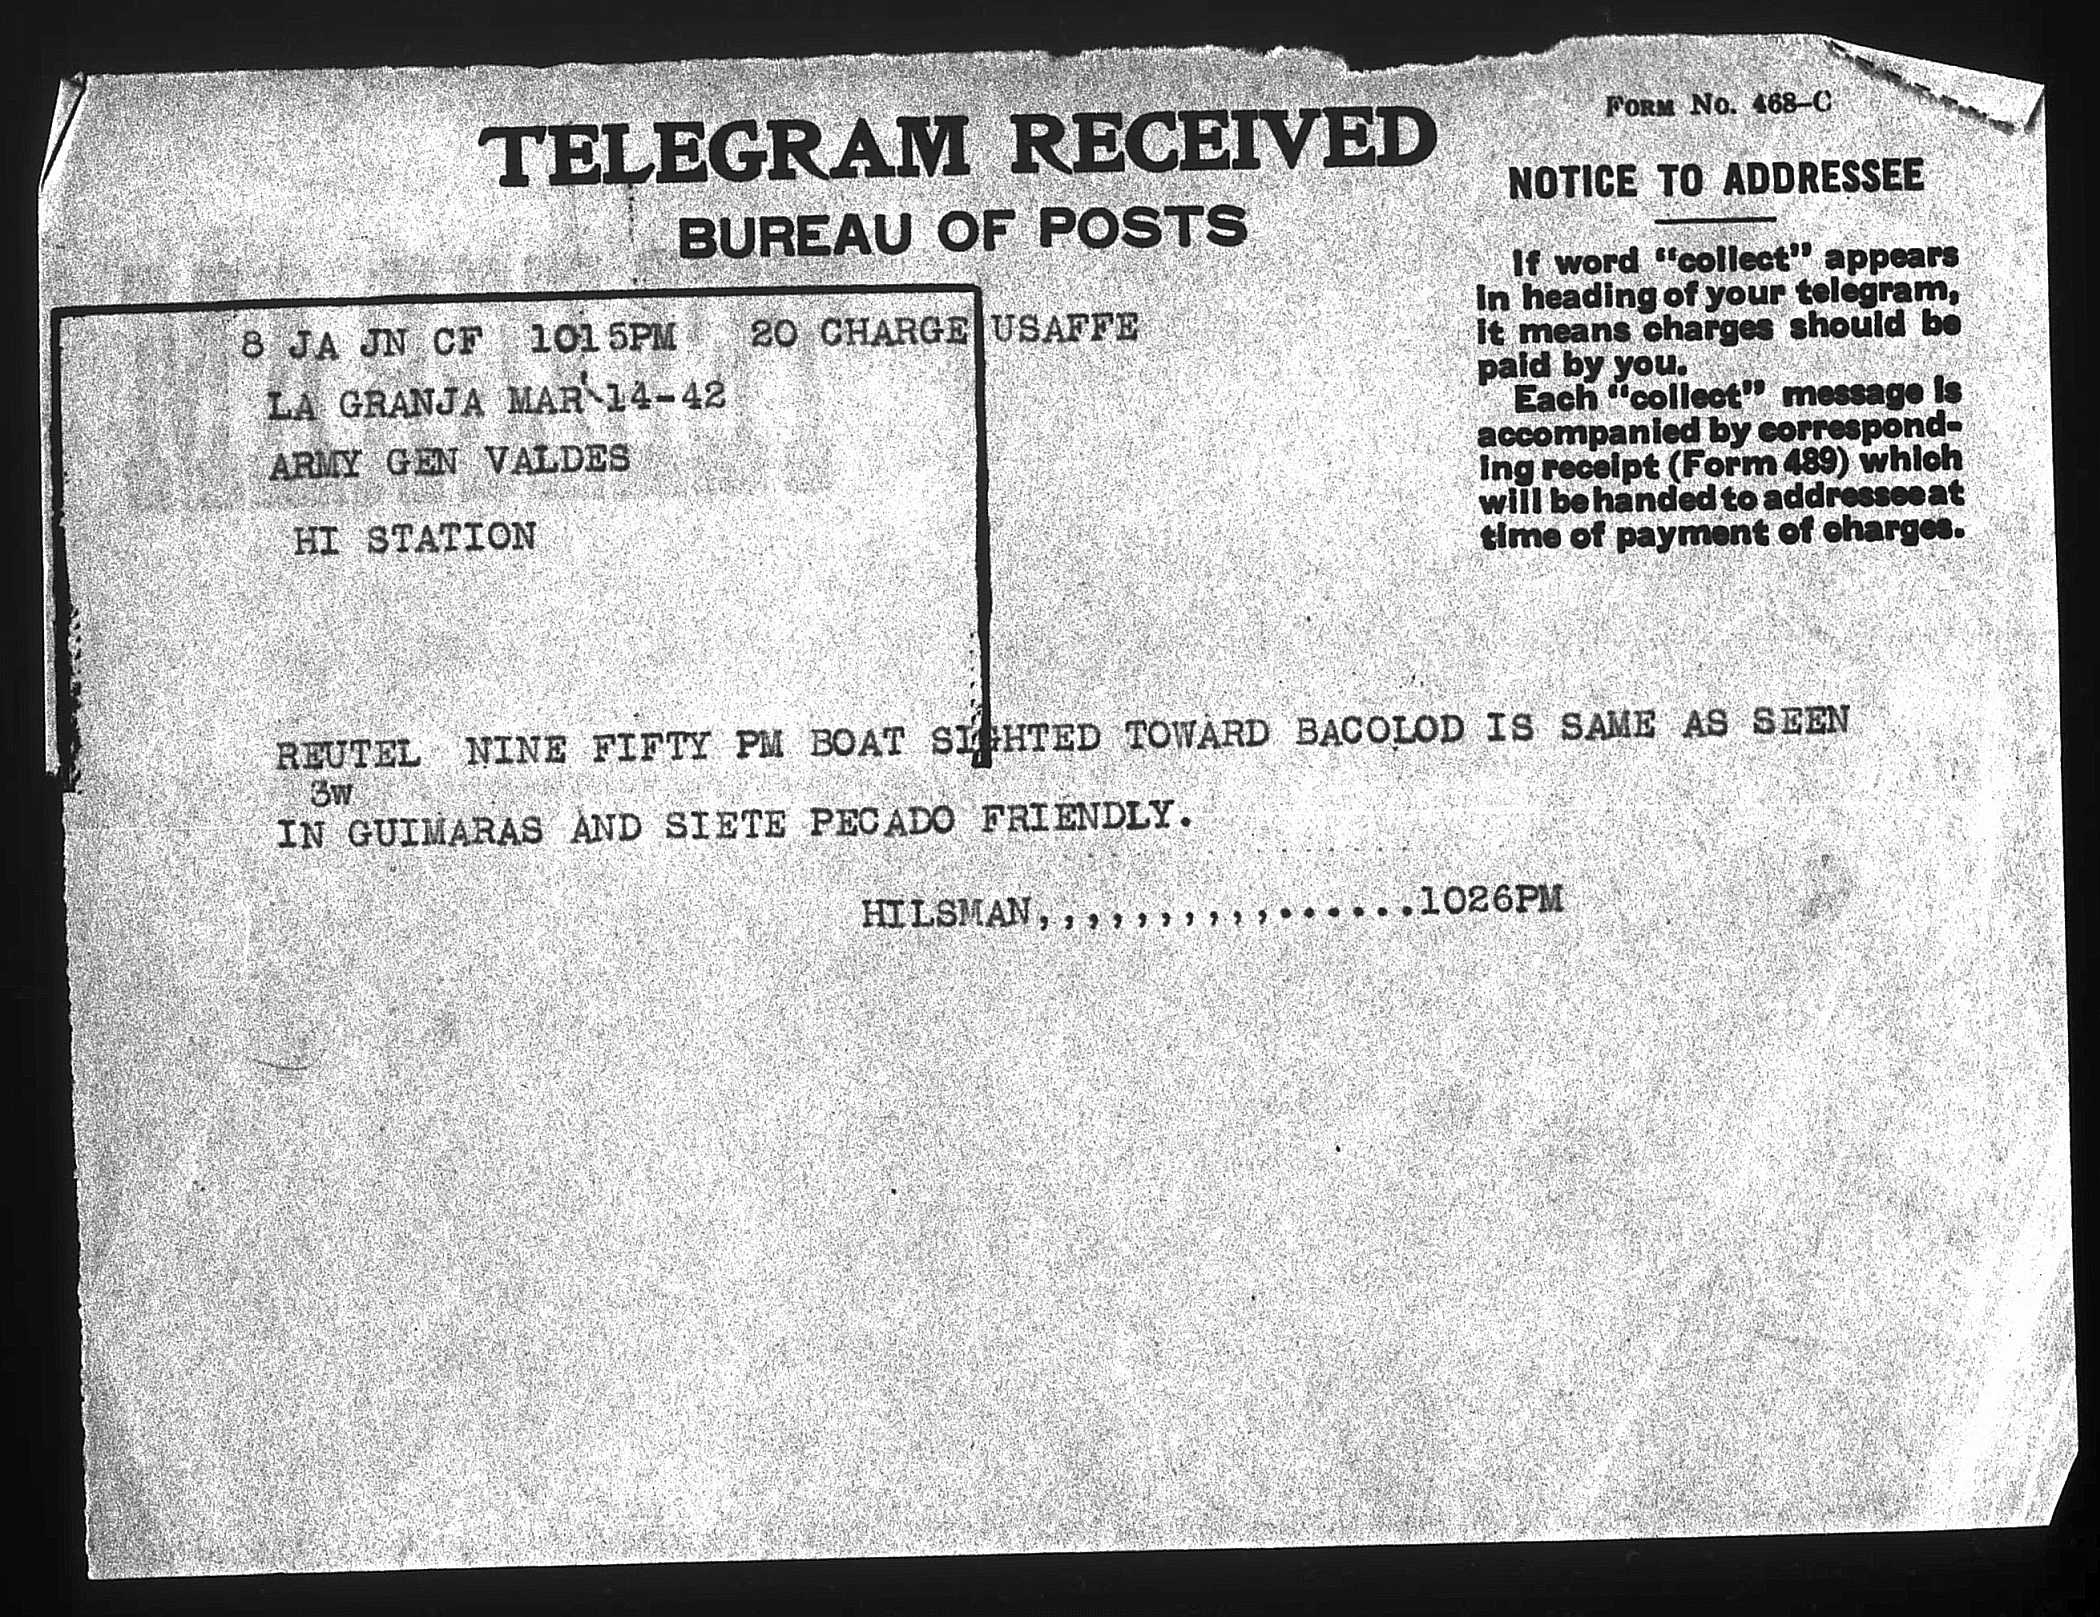 FORM No. 468-C
TELEGRAM RECEIVED
BUREAU OF POSTS
NOTICE TO ADDRESSEE
If word "collect" appears
in heading of your telegram,
it means charges should be
paid by you.
Each "collect" message is
accompanied by correspond-
ing receipt (Form 489) which
will be handed to addressee at
time of payment of charges.
8 JA JN CF 1015PM 20 CHARGE USAFFE
LA GRANJA MAR 14-42
ARMY GEN VALDES
HI STATION
REUTEL NINE FIFTY PM BOAT SIGHTED TOWARD BACOLOD IS SAME AS SEEN
3W
IN GUIMARAS AND SIETE PECADO FRIENDLY.
HILSMAN,,,,,,,,,,......1026PM